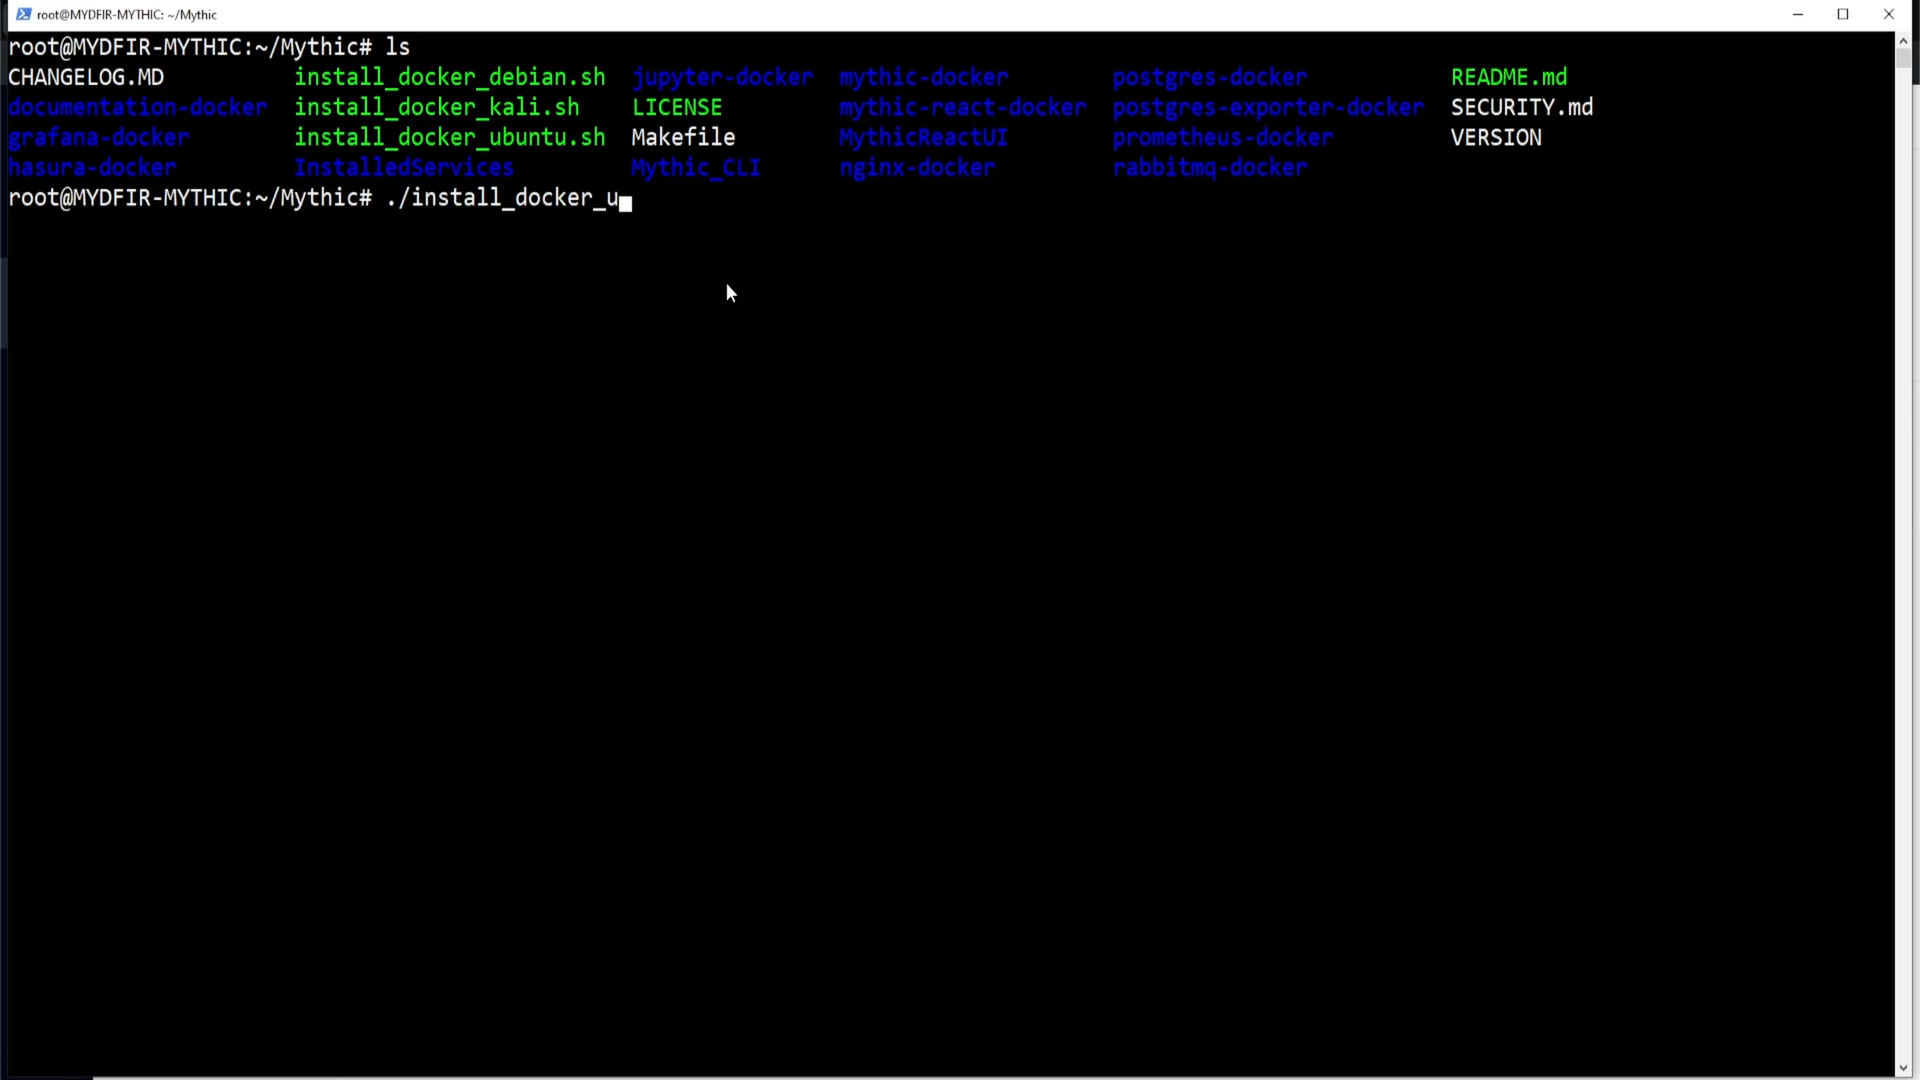 root@MYDFIR-MYTHIC: ~/Mythic
root@MYDFIR-MYTHIC:~/Mythic# ls
CHANGELOG.MD install_docker_debian.sh jupyter-docker mythic-docker postgres-docker README.md
documentation-docker install_docker_kali.sh LICENSE mythic-react-docker postgres-exporter-docker SECURITY.md
grafana-docker install_docker_ubuntu.sh Makefile MythicReactUI prometheus-docker VERSION
hasura-docker InstalledServices Mythic_CLI nginx-docker rabbitmq-docker
root@MYDFIR-MYTHIC:~/Mythic# ./install_docker_u